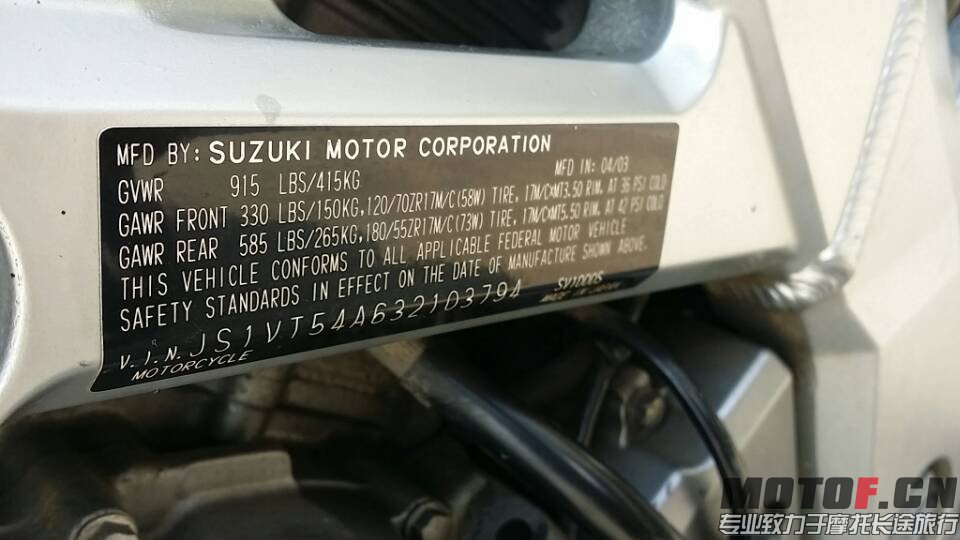 MFD BY: SUZUKI MOTOR CORPORATION
MFD IN: 04/03
GVWR 915 LBS/415KG
GAWR FRONT 330 LBS/150KG,120/70ZR17M/C(58W) TIRE, 17M/C×MT3.50 RIM, AT 36 PSI COLD
GAWR REAR 585 LBS/265KG,180/55ZR17M/C(73W) TIRE, 17M/C×MT5.50 RIM, AT 42 PSI COLD
THIS VEHICLE CONFORMS TO ALL APPLICABLE FEDERAL MOTOR VEHICLE
SAFETY STANDARDS IN EFFECT ON THE DATE OF MANUFACTURE SHOWN ABOVE.
V.I.N. JS1VT54A632103794
SV1000S
MOTORCYCLE
MADE IN JAPAN
MOTOF.CN
专业致力于摩托长途旅行